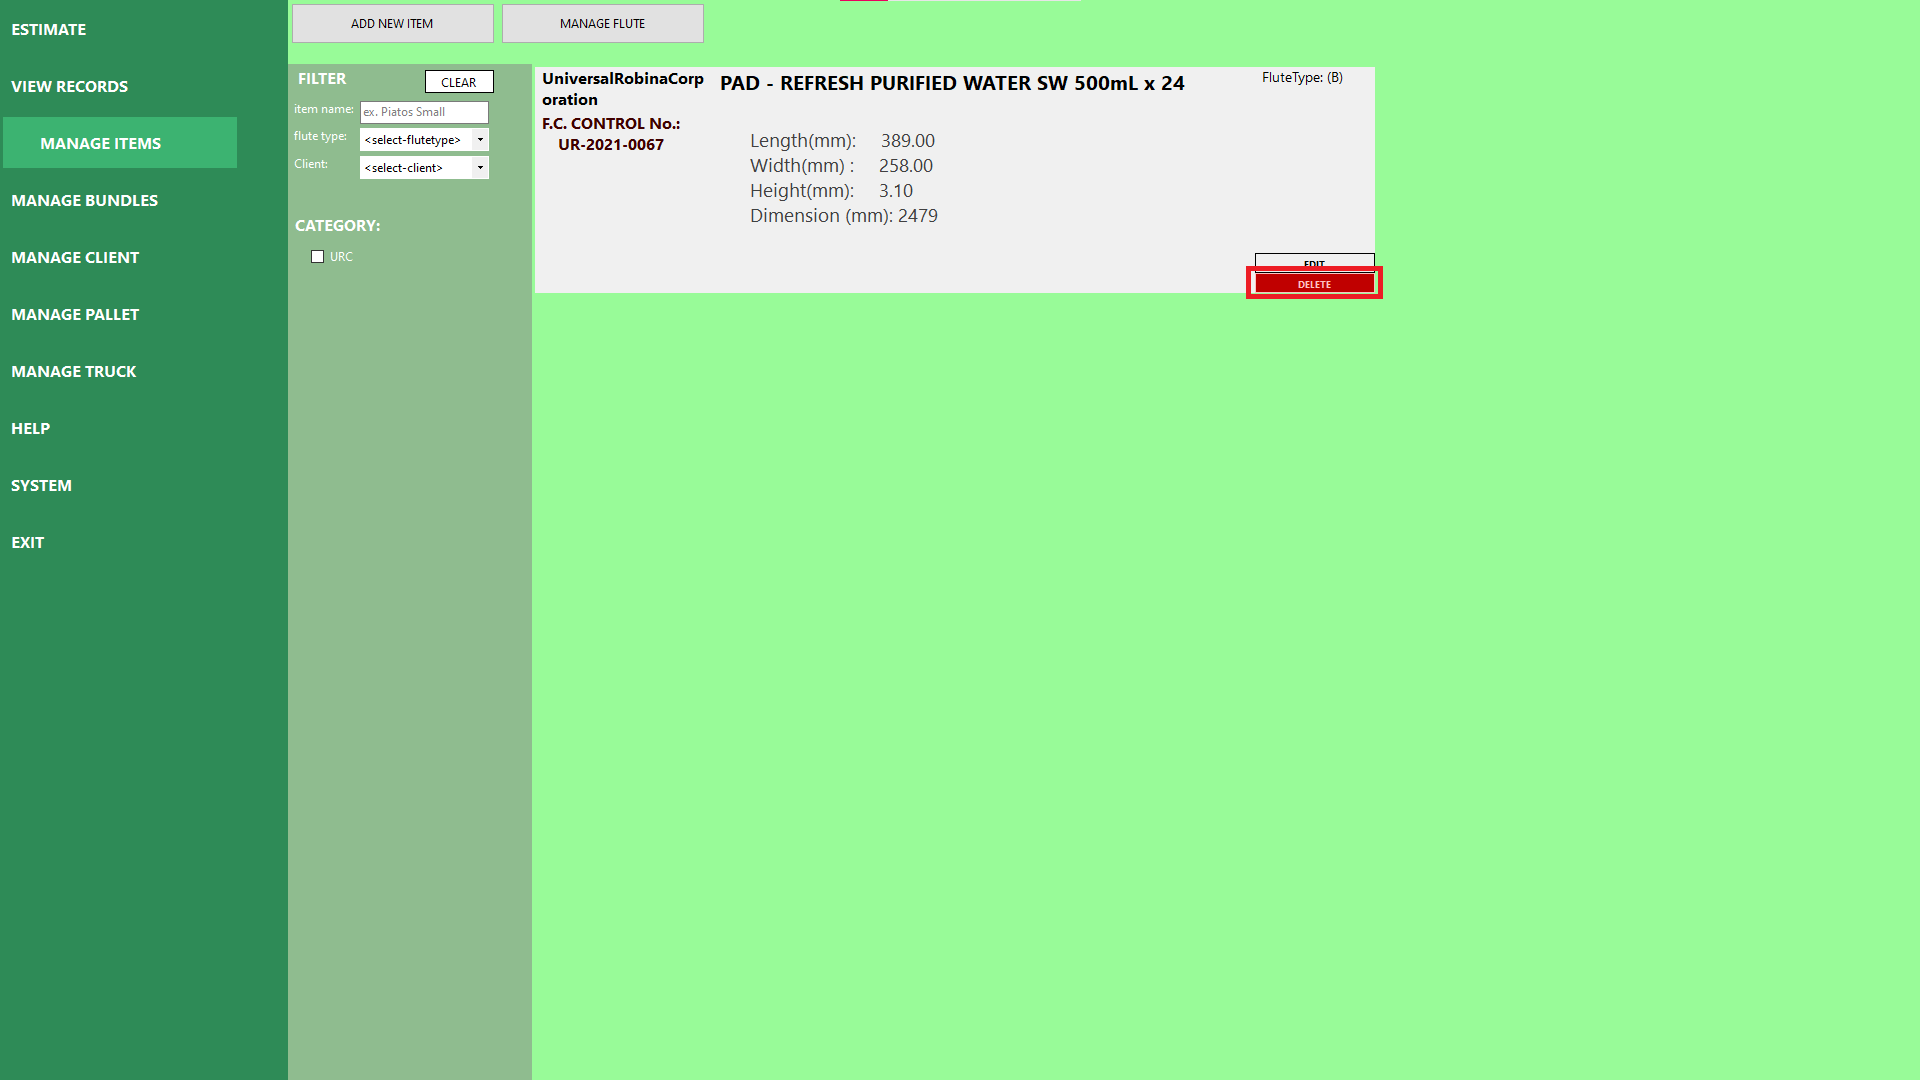 ESTIMATE
VIEW RECORDS
MANAGE ITEMS
MANAGE BUNDLES
MANAGE CLIENT
MANAGE PALLET
MANAGE TRUCK
HELP
SYSTEM
EXIT
ADD NEW ITEM
MANAGE FLUTE
FILTER
CLEAR
item name: ex. Piatos Small
flute type: <select-flutetype>
Client: <select-client>
CATEGORY:
URC
UniversalRobinaCorp
oration
F.C. CONTROL No.:
UR-2021-0067
PAD - REFRESH PURIFIED WATER SW 500mL x 24
Length(mm): 389.00
Width(mm) : 258.00
Height(mm): 3.10
Dimension (mm): 2479
FluteType: (B)
EDIT
DELETE